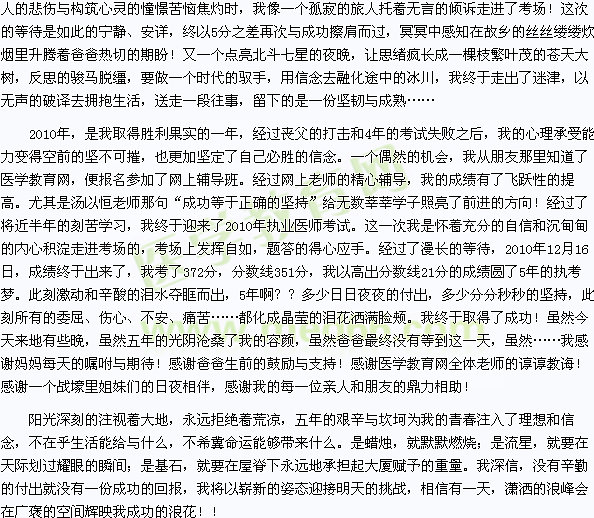 人的悲伤与构筑心灵的憧憬苦恼焦灼时，我像一个孤寂的旅人托着无言的倾诉走进了考场！这次
的等待是如此的宁静、安详，终以5分之差再次与成功擦肩而过，冥冥中感知在故乡的丝丝缕缕炊
烟里升腾着爸爸热切的期盼！又一个点亮北斗七星的夜晚，让思绪疯长成一棵枝繁叶茂的苍天大
树，反思的骏马脱缰，要做一个时代的驭手，用信念去融化途中的冰川，我终于走出了迷津，以
无声的破译去拥抱生活，送走一段往事，留下的是一份坚韧与成熟……
2010年，是我取得胜利果实的一年，经过丧父的打击和4年的考试失败之后，我的心理承受能
力变得空前的坚不可摧，也更加坚定了自己必胜的信念。一个偶然的机会，我从朋友那里知道了
医学教育网，便报名参加了网上辅导班。经过网上老师的精心辅导，我的成绩有了飞跃性的提
高。尤其是汤以恒老师那句“成功等于正确的坚持”给无数莘莘学子照亮了前进的方向！经过了
将近半年的刻苦学习，我终于迎来了2010年执业医师考试。这一次我是怀着充分的自信和沉甸甸
的内心积淀走进考场的，考场上发挥自如，题答的得心应手。经过了漫长的等待，2010年12月16
日，成绩终于出来了，我考了372分，分数线351分，我以高出分数线21分的成绩圆了5年的执考
梦。此刻激动和辛酸的泪水夺眶而出，5年啊？？多少日日夜夜的付出，多少分分秒秒的坚持，此
刻所有的委屈、伤心、不安、痛苦……都化成晶莹的泪花洒满脸颊。我终于取得了成功！虽然今
天来地有些晚，虽然五年的光阴沧桑了我的容颜，虽然爸爸最终没有等到这一天，虽然……我感
谢妈妈每天的嘱咐与期待！感谢爸爸生前的鼓励与支持！感谢医学教育网全体老师的谆谆教诲！
感谢一个战壕里姐妹们的日夜相伴，感谢我的每一位亲人和朋友的鼎力相助！
阳光深刻的注视着大地，永远拒绝着荒凉，五年的艰辛与坎坷为我的青春注入了理想和信
念，不在乎生活能给与什么，不希冀命运能够带来什么。是蜡烛，就默默燃烧；是流星，就要在
天际划过耀眼的瞬间；是基石，就要在屋脊下永远地承担起大厦赋予的重量。我深信，没有辛勤
的付出就没有一份成功的回报，我将以崭新的姿态迎接明天的挑战，相信有一天，潇洒的浪峰会
在广袤的空间辉映我成功的浪花！！
医学教育网